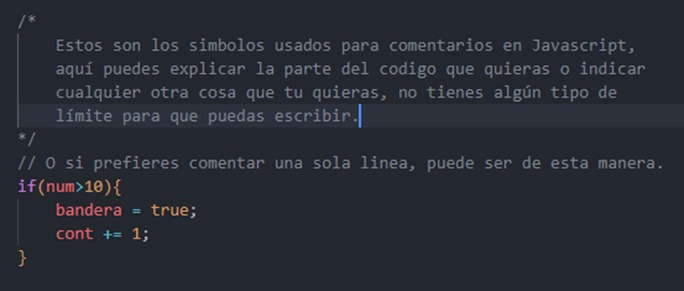 /*
Estos son los simbolos usados para comentarios en Javascript,
aquí puedes explicar la parte del codigo que quieras o indicar
cualquier otra cosa que tu quieras, no tienes algún tipo de
límite para que puedas escribir.
*/
// O si prefieres comentar una sola linea, puede ser de esta manera.
if(num>10){
bandera = true;
cont += 1;
}